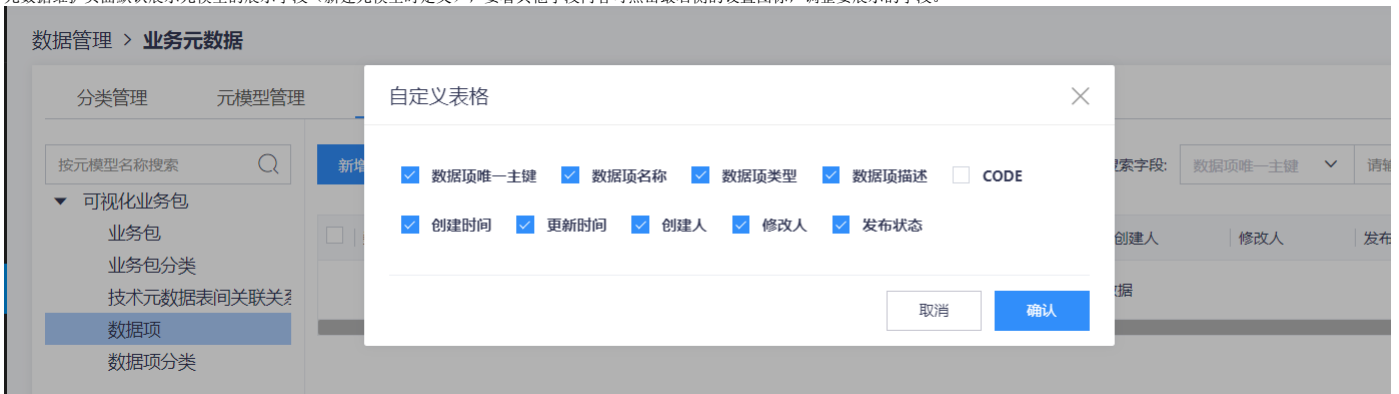 数据管理 > 业务元数据
分类管理 元模型管理
自定义表格
按元模型名称搜索
新增
数据项唯一主键 数据项名称 数据项类型 数据项描述 CODE
创建时间 更新时间 创建人 修改人 发布状态
取消 确认
搜索字段: 数据项唯一主键
创建人 修改人 发布
可视化业务包
业务包
业务包分类
技术元数据表间关联关系
数据项
数据项分类